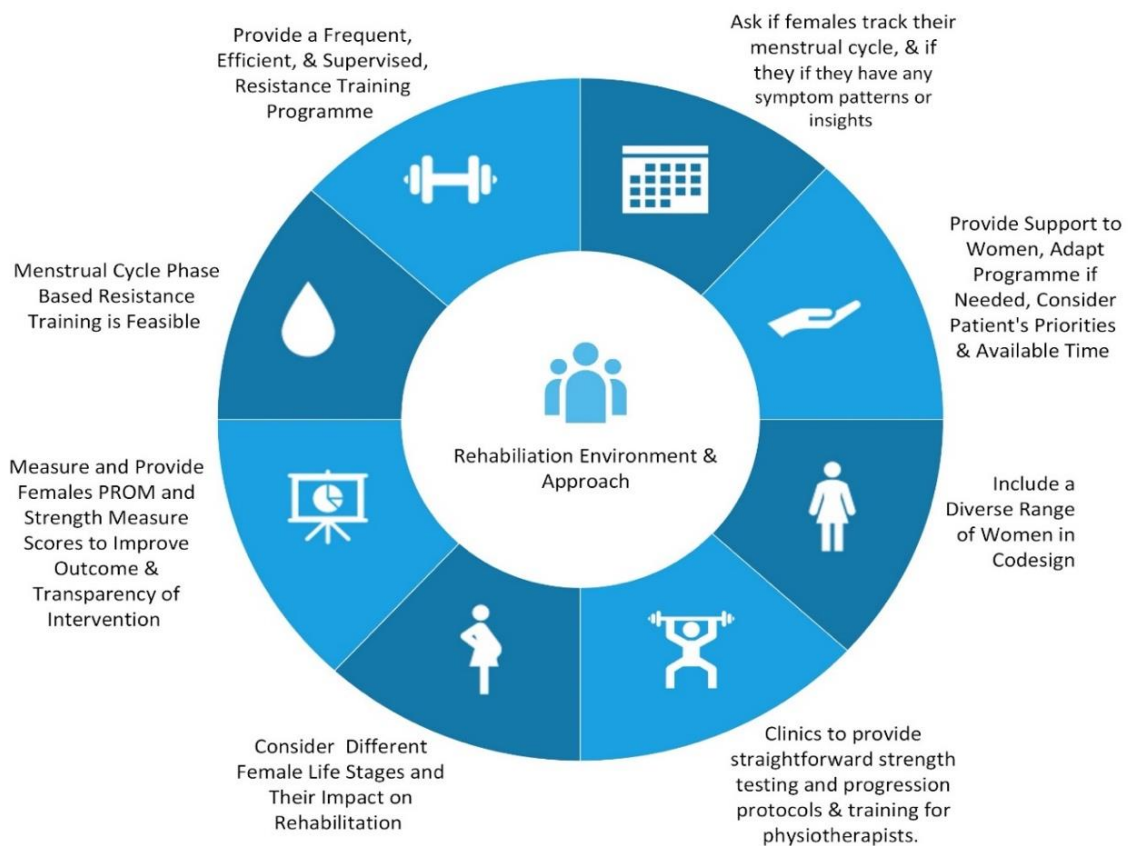 Provide a Frequent,
Efficient, & Supervised,
Resistance Training
Programme
Ask if females track their
menstrual cycle, & if
they if they have any
symptom patterns or
insights
Provide Support to
Women, Adapt
Programme if
Needed, Consider
Patient's Priorities
& Available Time
Include a
Diverse Range
of Women in
Codesign
Clinics to provide
straightforward strength
testing and progression
protocols & training for
physiotherapists.
Consider Different
Female Life Stages and
Their Impact on
Rehabilitation
Measure and Provide
Females PROM and
Strength Measure
Scores to Improve
Outcome &
Transparency of
Intervention
Menstrual Cycle Phase
Based Resistance
Training is Feasible
Rehabiliation Environment &
Approach